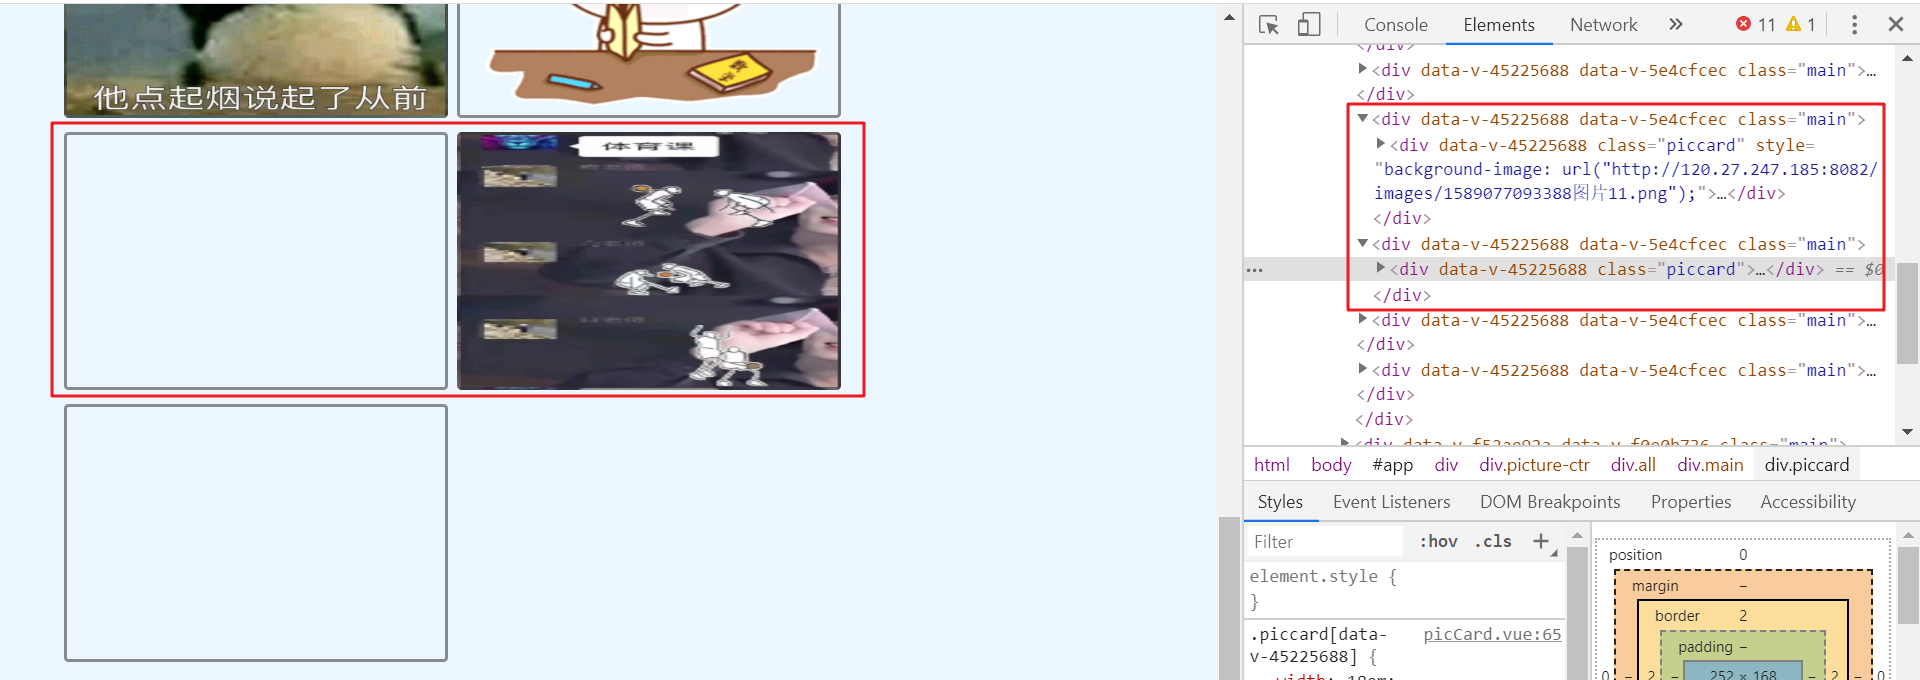 他点起烟说起了从前
数学
体育课
Console
Elements
Network
11
1
</div>
<div data-v-45225688 data-v-5e4cfcec class="main">…
</div>
<div data-v-45225688 data-v-5e4cfcec class="main">
<div data-v-45225688 class="piccard" style=
"background-image: url("http://120.27.247.185:8082/
images/1589077093388图片11.png");">…</div>
</div>
<div data-v-45225688 data-v-5e4cfcec class="main">
<div data-v-45225688 class="piccard">…</div> == $0
</div>
<div data-v-45225688 data-v-5e4cfcec class="main">…
</div>
<div data-v-45225688 data-v-5e4cfcec class="main">…
</div>
</div>
html body #app div div.picture-ctr div.all div.main div.piccard
Styles Event Listeners DOM Breakpoints Properties Accessibility
Filter
:hov .cls
element.style {
}
.piccard[data-
v-45225688] {
picCard.vue:65
width: 18em;
position 0
margin –
border 2
padding –
0 – 2 – 252 × 168 – 2 – 0